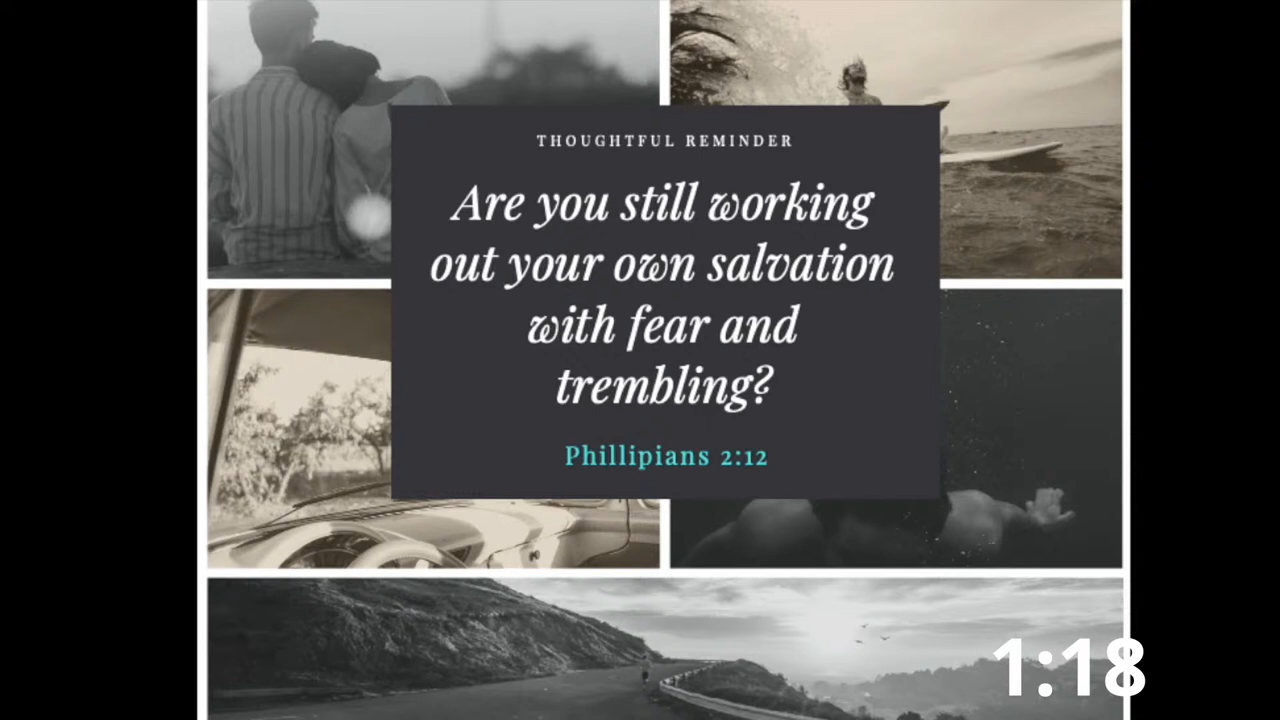 THOUGHTFUL REMINDER
Are you still working
out your own salvation
with fear and
trembling?
Phillipians 2:12
1:18